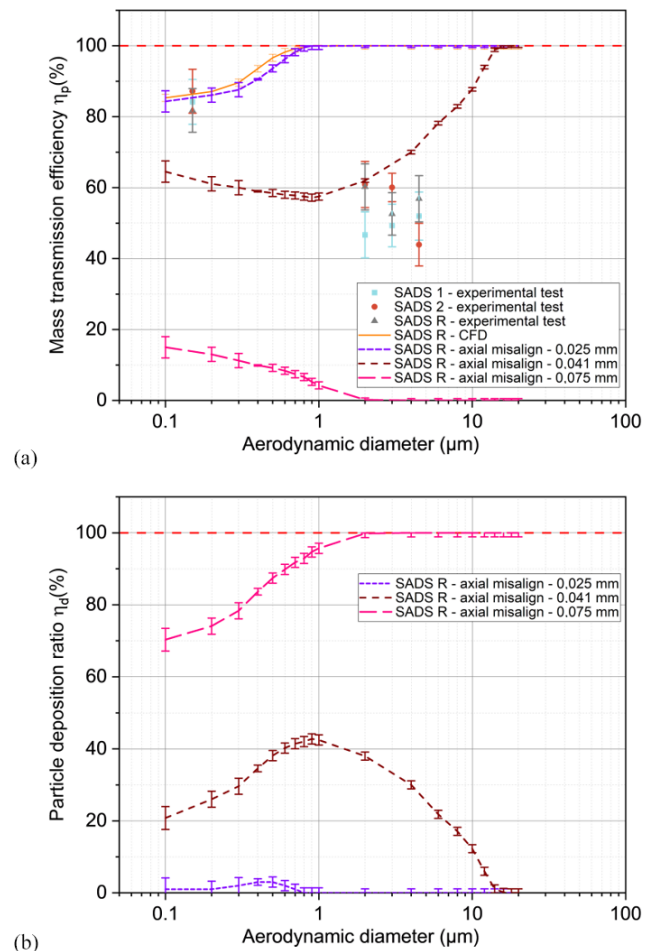 100
80
60
40
20
0
Mass transmission efficiency ηp(%)
SADS 1 - experimental test
SADS 2 - experimental test
SADS R - experimental test
SADS R - CFD
SADS R - axial misalign - 0.025 mm
SADS R - axial misalign - 0.041 mm
SADS R - axial misalign - 0.075 mm
0.1 1 10 100
Aerodynamic diameter (µm)
(a)
100
80
60
40
20
0
Particle deposition ratio ηd(%)
SADS R - axial misalign - 0.025 mm
SADS R - axial misalign - 0.041 mm
SADS R - axial misalign - 0.075 mm
0.1 1 10 100
Aerodynamic diameter (µm)
(b)